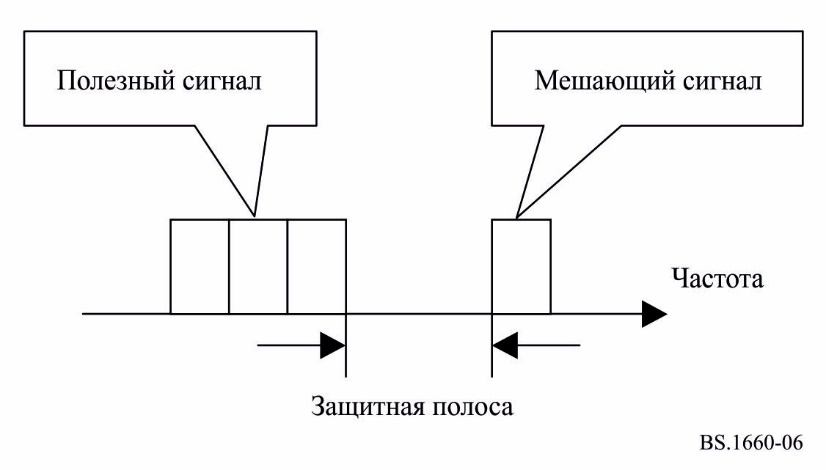 Полезный сигнал
Мешающий сигнал
Частота
Защитная полоса
BS.1660-06